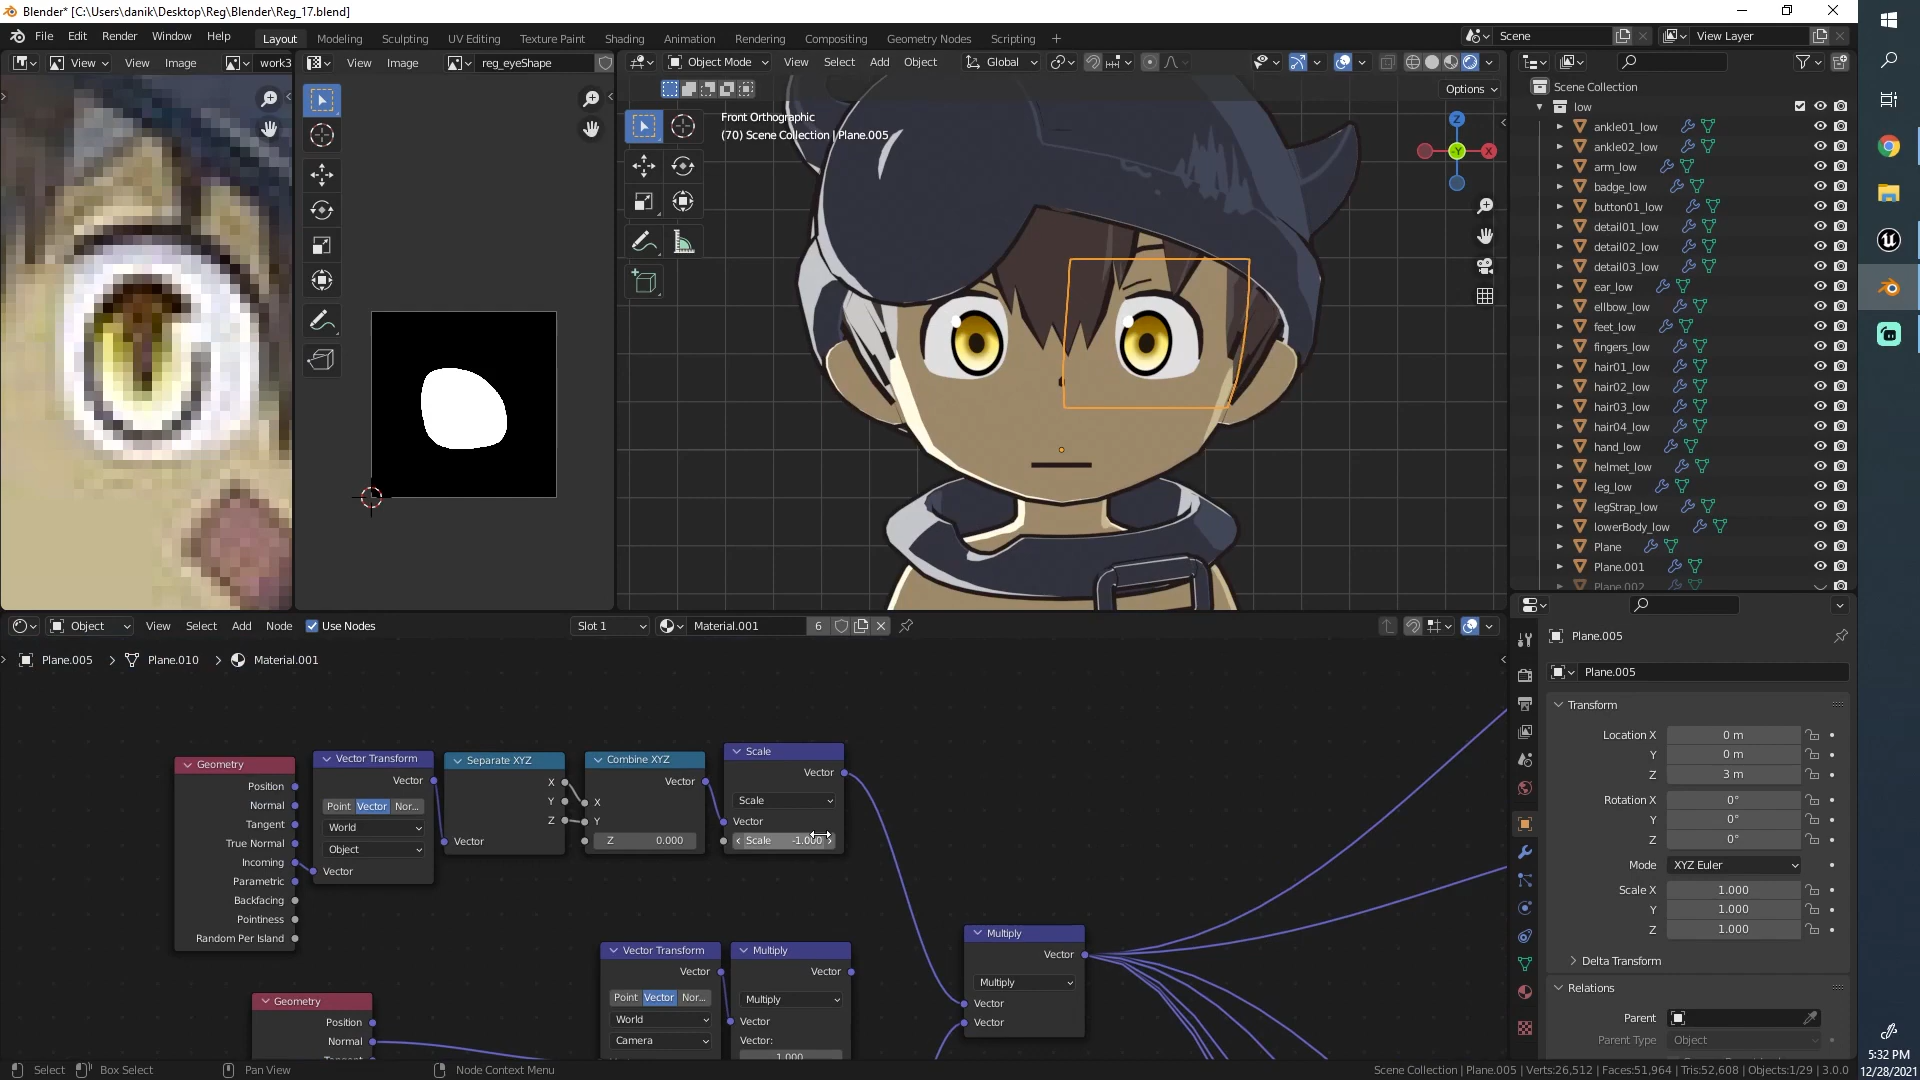 Blender* [C:\Users\danik\Desktop\Reg\Blender\Reg_17.blend]
File Edit Render Window Help Layout Modeling Sculpting UV Editing Texture Paint Shading Animation Rendering Compositing Geometry Nodes Scripting + Scene View Layer
View View Image work3 View Image reg_eyeShape Object Mode View Select Add Object Global
Options
Front Orthographic
(70) Scene Collection | Plane.005
Z
-Y
X
Scene Collection
low
ankle01_low
ankle02_low
arm_low
badge_low
button01_low
detail01_low
detail02_low
detail03_low
ear_low
ellbow_low
feet_low
fingers_low
hair01_low
hair02_low
hair03_low
hair04_low
hand_low
helmet_low
leg_low
legStrap_low
lowerBody_low
Plane
Plane.001
Plane.002
Object View Select Add Node Use Nodes Slot 1 Material.001 6
Plane.005 > Plane.010 > Material.001
Geometry
Position
Normal
Tangent
True Normal
Incoming
Parametric
Backfacing
Pointiness
Random Per Island
Vector Transform
Vector
Point Vector Nor...
World
Object
Vector
Separate XYZ
X
Y
Z
Vector
Combine XYZ
Vector
X
Y
Z 0.000
Scale
Vector
Scale
Vector
Scale -1.000
Geometry
Position
Normal
Vector Transform
Vector
Point Vector Nor...
World
Camera
Multiply
Vector
Multiply
Vector
Vector:
1.000
Multiply
Vector
Multiply
Vector
Vector
Plane.005
Plane.005
Transform
Location X 0 m
Y 0 m
Z 3 m
Rotation X 0°
Y 0°
Z 0°
Mode XYZ Euler
Scale X 1.000
Y 1.000
Z 1.000
Delta Transform
Relations
Parent
Parent Type Object
Select Box Select Pan View Node Context Menu
Scene Collection | Plane.005 | Verts:26,512 | Faces:51,964 | Tris:52,608 | Objects:1/29 | 3.0.0
5:32 PM
12/28/2021